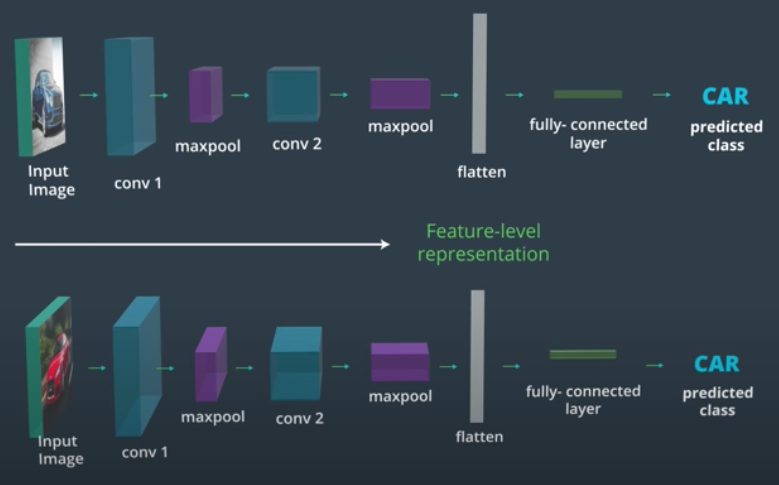 Input
Image
conv 1
maxpool
conv 2
maxpool
flatten
fully- connected
layer
CAR
predicted
class
Feature-level
representation
Input
Image
conv 1
maxpool
conv 2
maxpool
flatten
fully- connected
layer
CAR
predicted
class